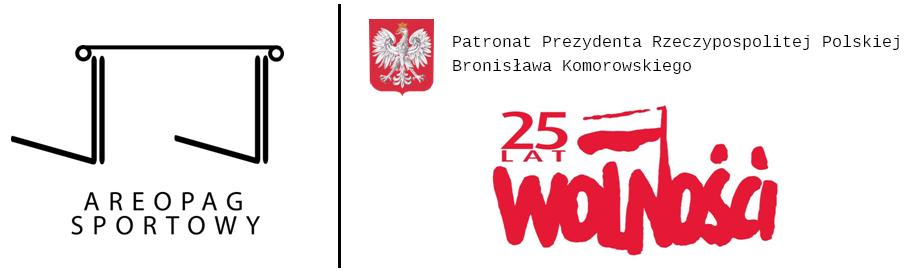 AREOPAG
SPORTOWY
Patronat Prezydenta Rzeczypospolitej Polskiej
Bronisława Komorowskiego
25
LAT
WOLNOŚCI